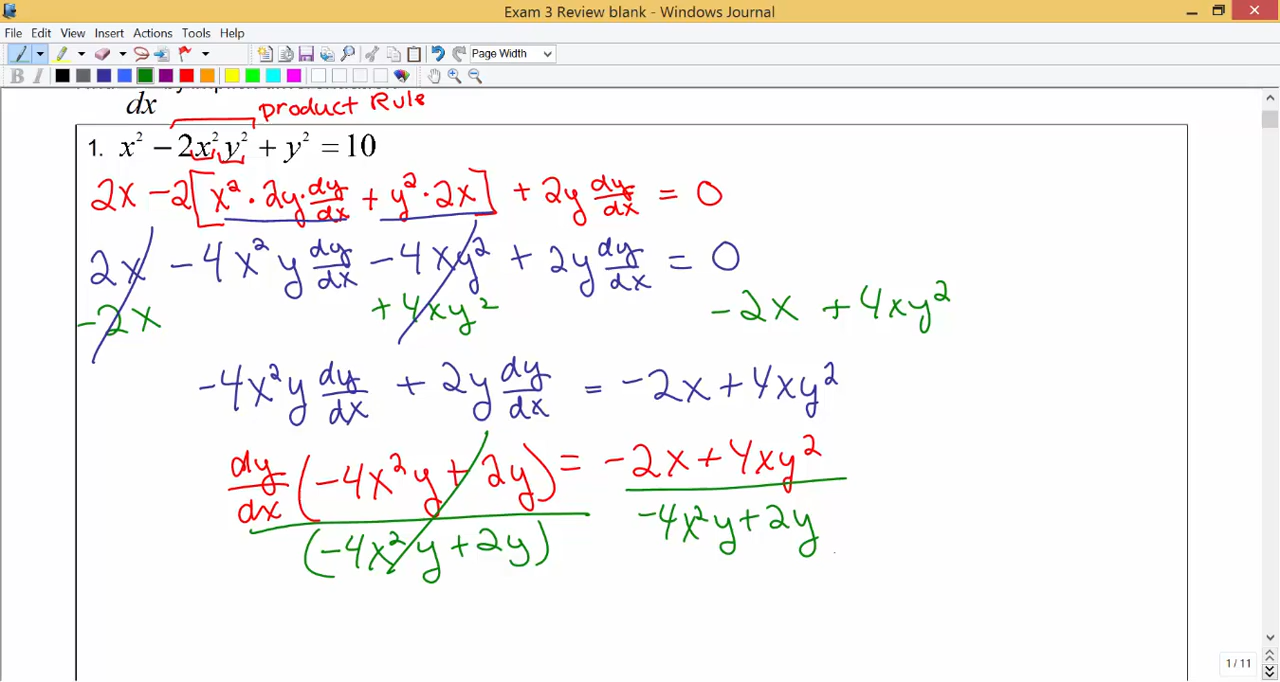 Exam 3 Review blank - Windows Journal
File Edit View Insert Actions Tools Help
Page Width
B I
dx product Rule
1. x² − 2x²y² + y² = 10
2x − 2[x² · 2y · dy/dx + y² · 2x] + 2y dy/dx = 0
2x − 4x²y dy/dx − 4xy² + 2y dy/dx = 0
−2x +4xy² −2x + 4xy²
−4x²y dy/dx + 2y dy/dx = −2x + 4xy²
dy/dx (−4x²y + 2y) = −2x + 4xy²
(−4x²y + 2y) −4x²y + 2y
1 / 11